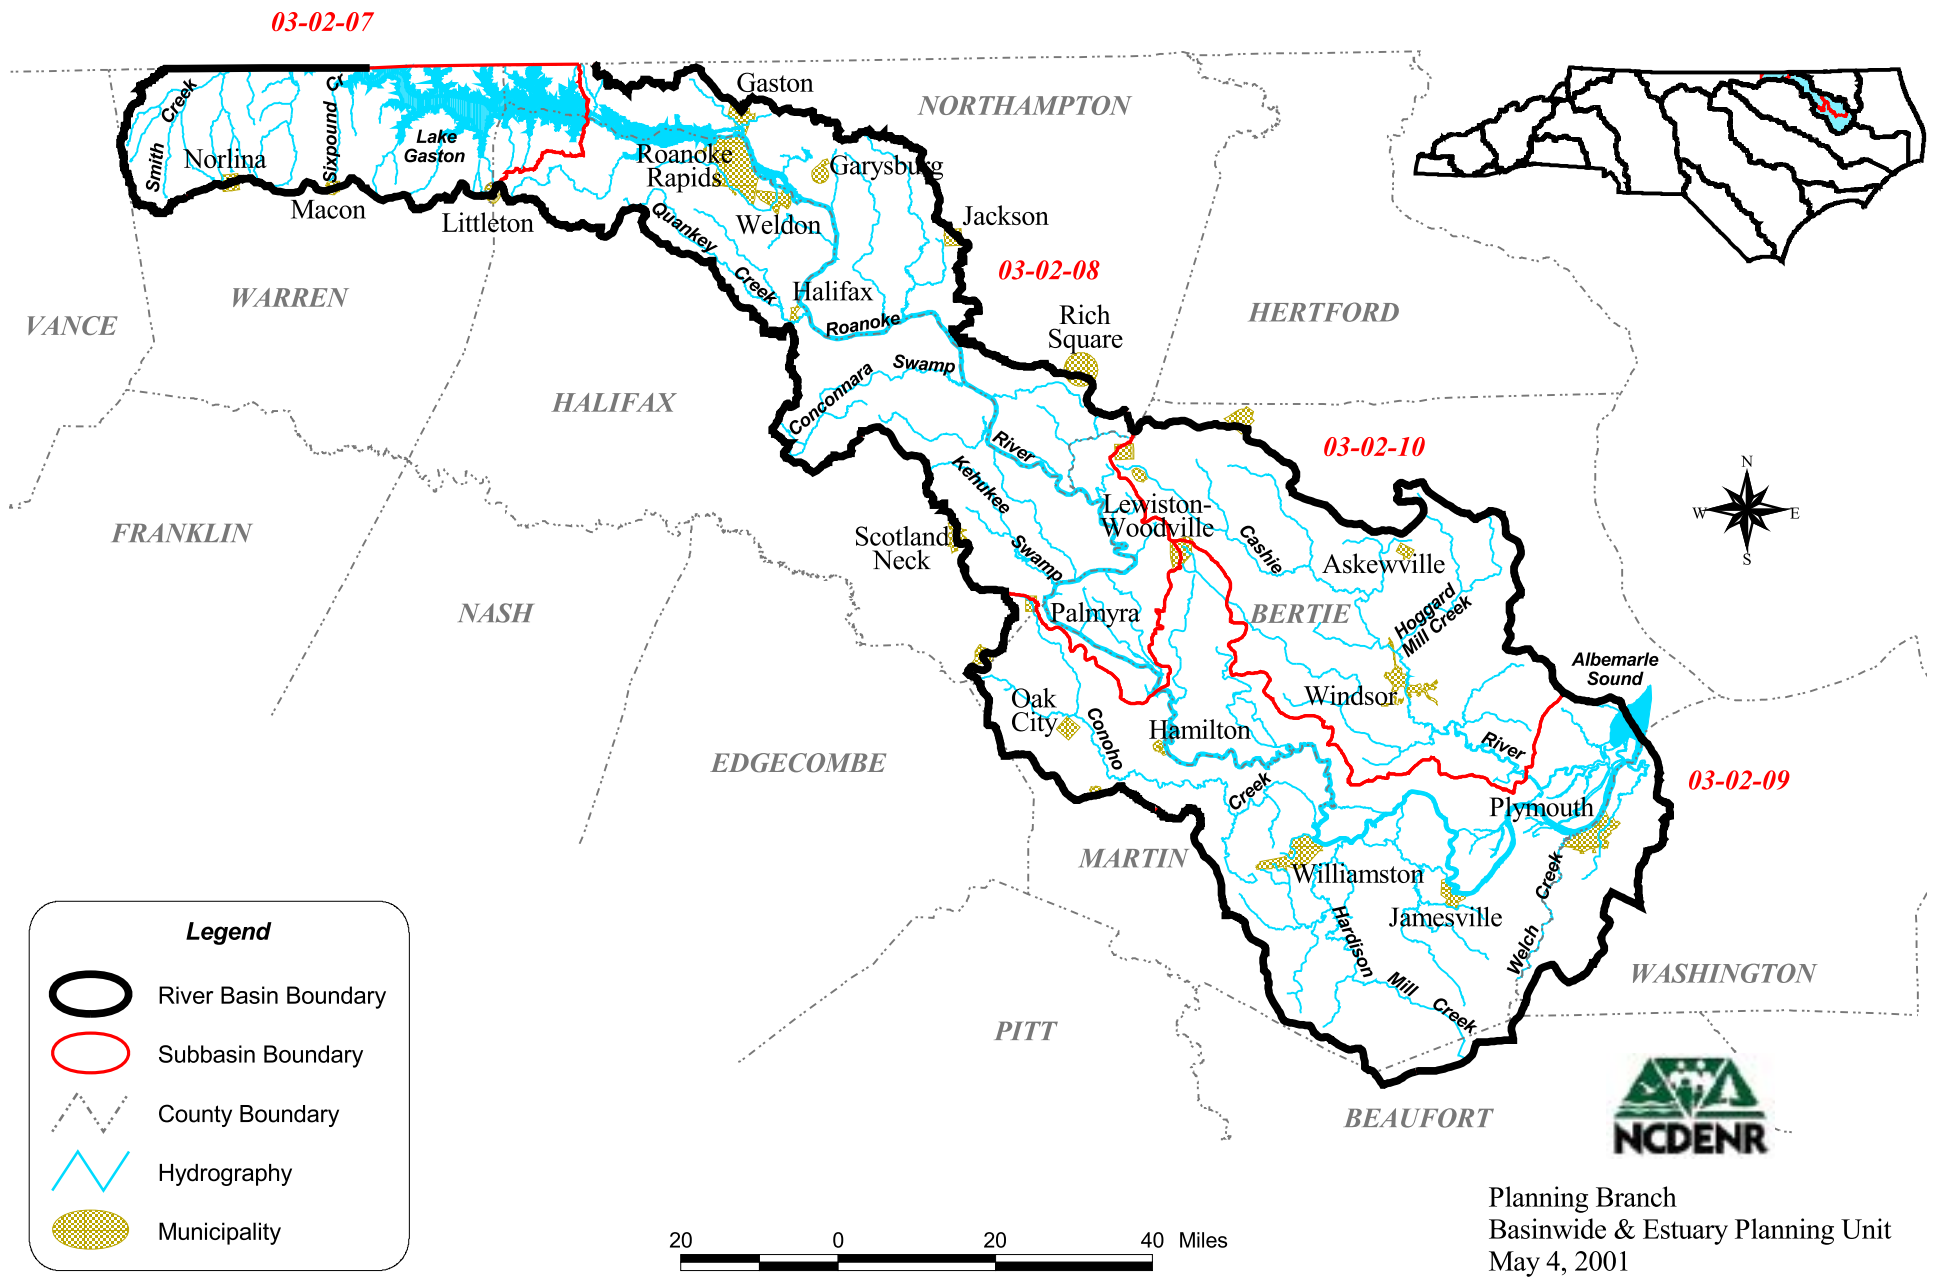 03-02-07
Gaston
NORTHAMPTON
Smith Creek
Norlina
Sixpound Cr
Lake
Gaston
Roanoke
Rapids
Garysburg
Macon
Littleton
Weldon
Jackson
Quankey Creek
03-02-08
Halifax
WARREN
VANCE
Roanoke River
Rich
Square
HERTFORD
HALIFAX
Conconnara Swamp
03-02-10
Kehukee Swamp
Lewiston-
Woodville
FRANKLIN
Scotland
Neck
Cashie River
Askewville
NASH
Palmyra
BERTIE
Hoggard
Mill Creek
Albemarle
Sound
Oak
City
Windsor
Conoho Creek
Hamilton
EDGECOMBE
03-02-09
Plymouth
MARTIN
Williamston
Jamesville
Welch Creek
Hardison Mill Creek
WASHINGTON
PITT
BEAUFORT
N
W E
S
Legend
River Basin Boundary
Subbasin Boundary
County Boundary
Hydrography
Municipality
20 0 20 40 Miles
NCDENR
Planning Branch
Basinwide & Estuary Planning Unit
May 4, 2001